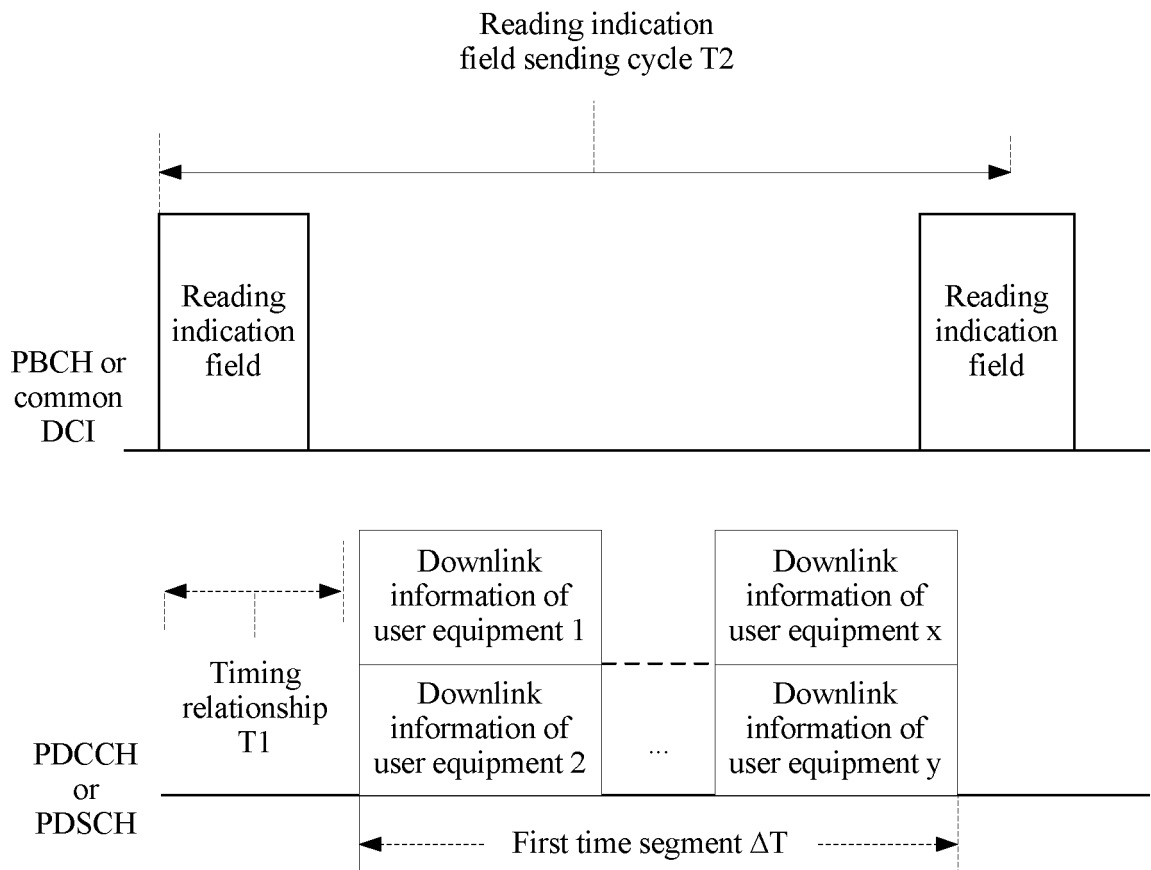 Reading indication
field sending cycle T2
Reading
indication
field
Reading
indication
field
PBCH or
common
DCI
Downlink
information of
user equipment 1
Downlink
information of
user equipment x
Timing
relationship
T1
Downlink
information of
user equipment 2
...
Downlink
information of
user equipment y
PDCCH
or
PDSCH
First time segment ΔT